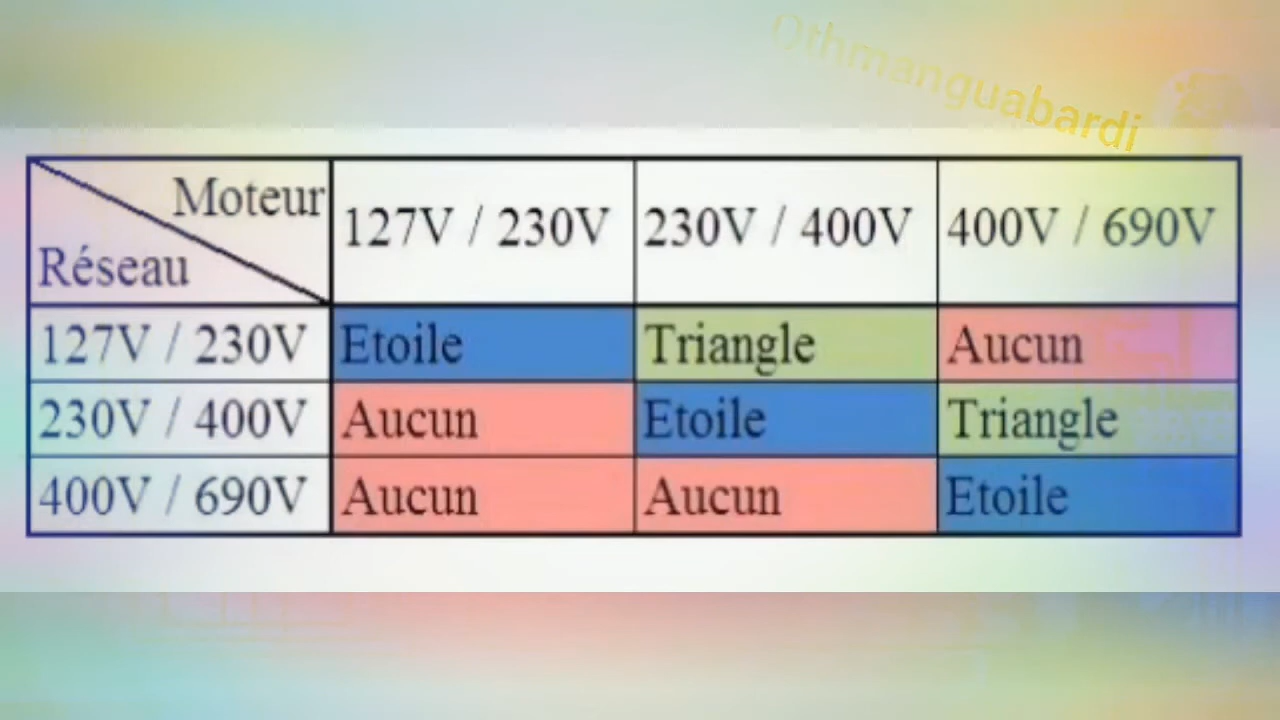 Othmanguabardi
Moteur
Réseau
127V / 230V
230V / 400V
400V / 690V
127V / 230V
Etoile
Triangle
Aucun
230V / 400V
Aucun
Etoile
Triangle
400V / 690V
Aucun
Aucun
Etoile